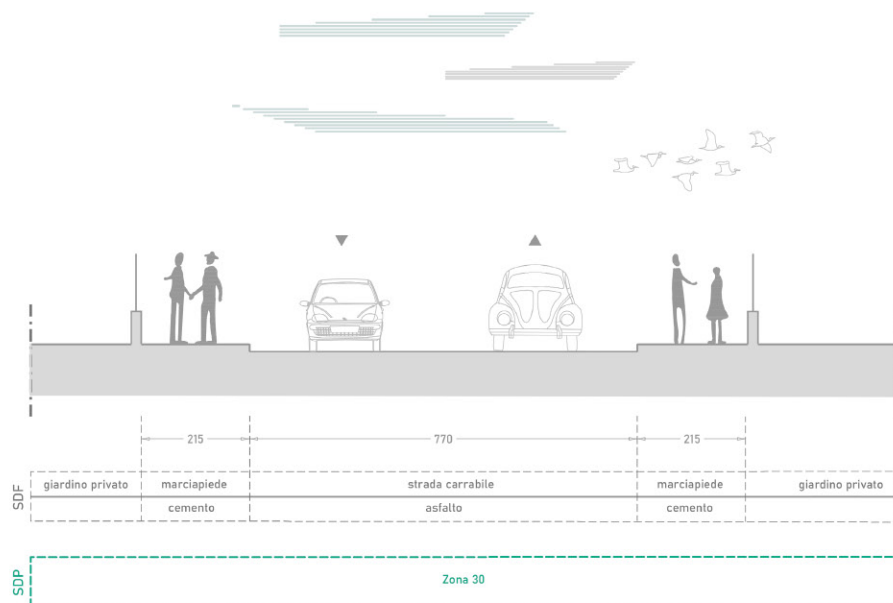 215 770 215
SDF
giardino privato marciapiede strada carrabile marciapiede giardino privato
cemento asfalto cemento
SDP
Zona 30